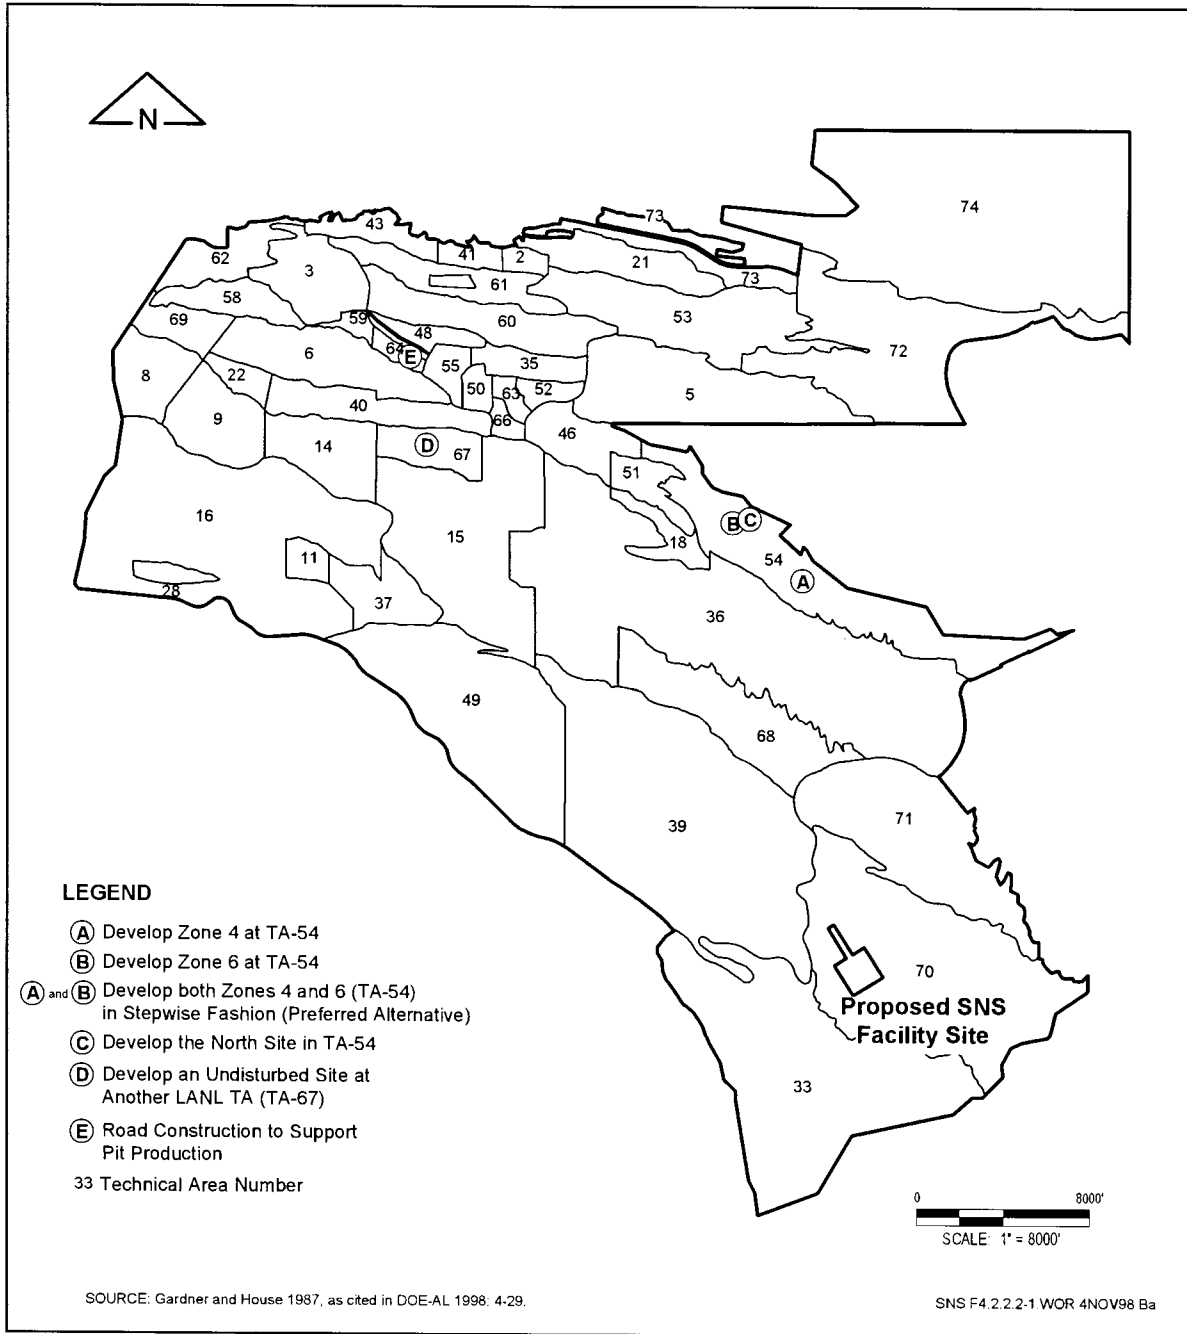 N
74
73
43
41
2
21
73
62
3
61
58
53
69
59
48
60
72
6
64
E
55
35
8
22
50
63
52
5
40
9
66
46
14
D
67
51
16
B
C
15
18
54
11
A
28
37
36
49
68
39
71
70
Proposed SNS
Facility Site
33
LEGEND
A Develop Zone 4 at TA-54
B Develop Zone 6 at TA-54
A and B Develop both Zones 4 and 6 (TA-54)
in Stepwise Fashion (Preferred Alternative)
C Develop the North Site in TA-54
D Develop an Undisturbed Site at
Another LANL TA (TA-67)
E Road Construction to Support
Pit Production
33 Technical Area Number
0 8000'
SCALE: 1" = 8000'
SOURCE: Gardner and House 1987, as cited in DOE-AL 1998: 4-29.
SNS F4.2.2.2-1.WOR 4NOV98 Ba